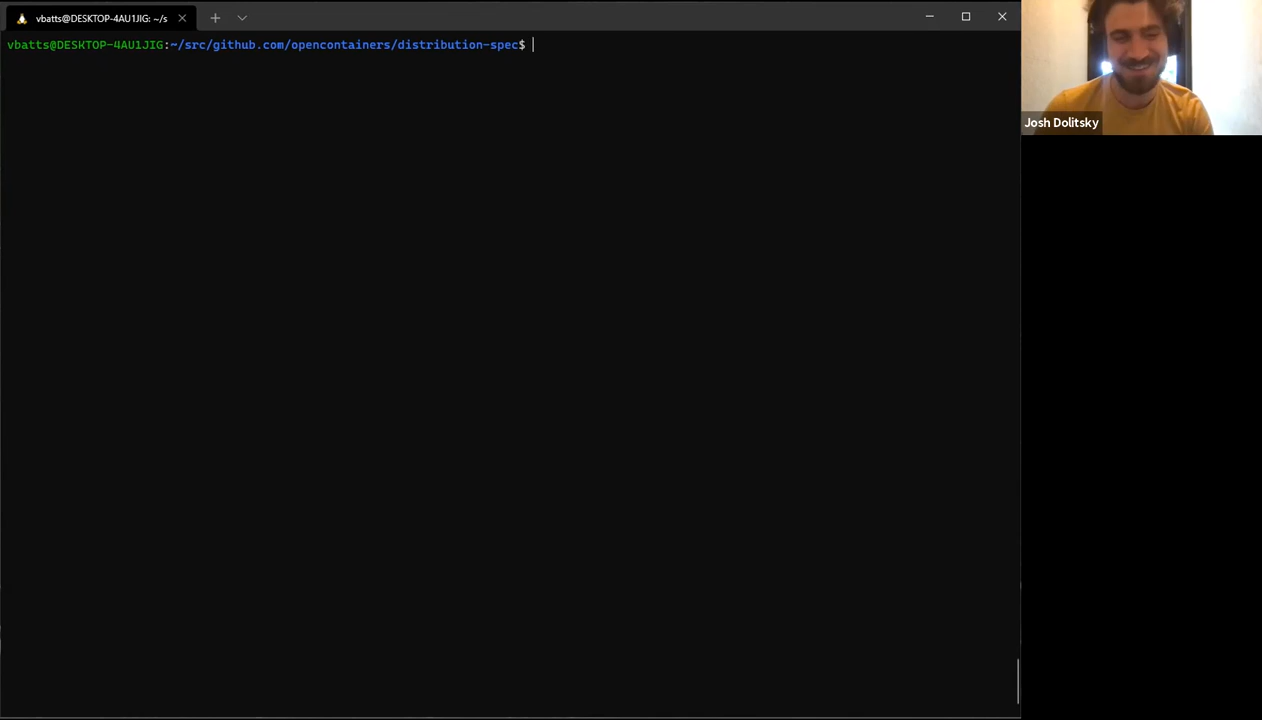 vbatts@DESKTOP-4AU1JIG: ~/s
vbatts@DESKTOP-4AU1JIG:~/src/github.com/opencontainers/distribution-spec$
Josh Dolitsky